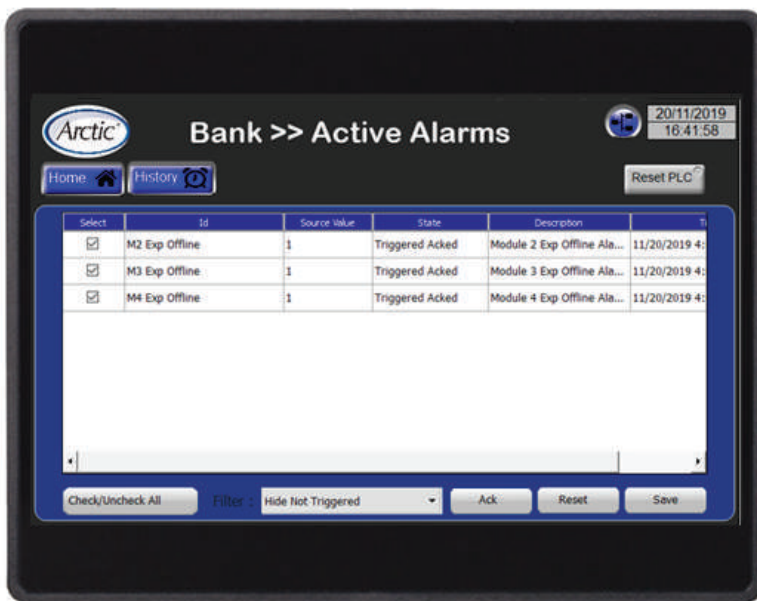 Arctic
Bank >> Active Alarms
20/11/2019
16:41:58
Home
History
Reset PLC
Select Id Source Value State Description
M2 Exp Offline 1 Triggered Acked Module 2 Exp Offline Ala... 11/20/2019 4:
M3 Exp Offline 1 Triggered Acked Module 3 Exp Offline Ala... 11/20/2019 4:
M4 Exp Offline 1 Triggered Acked Module 4 Exp Offline Ala... 11/20/2019 4:
Check/Uncheck All Filter : Hide Not Triggered Ack Reset Save